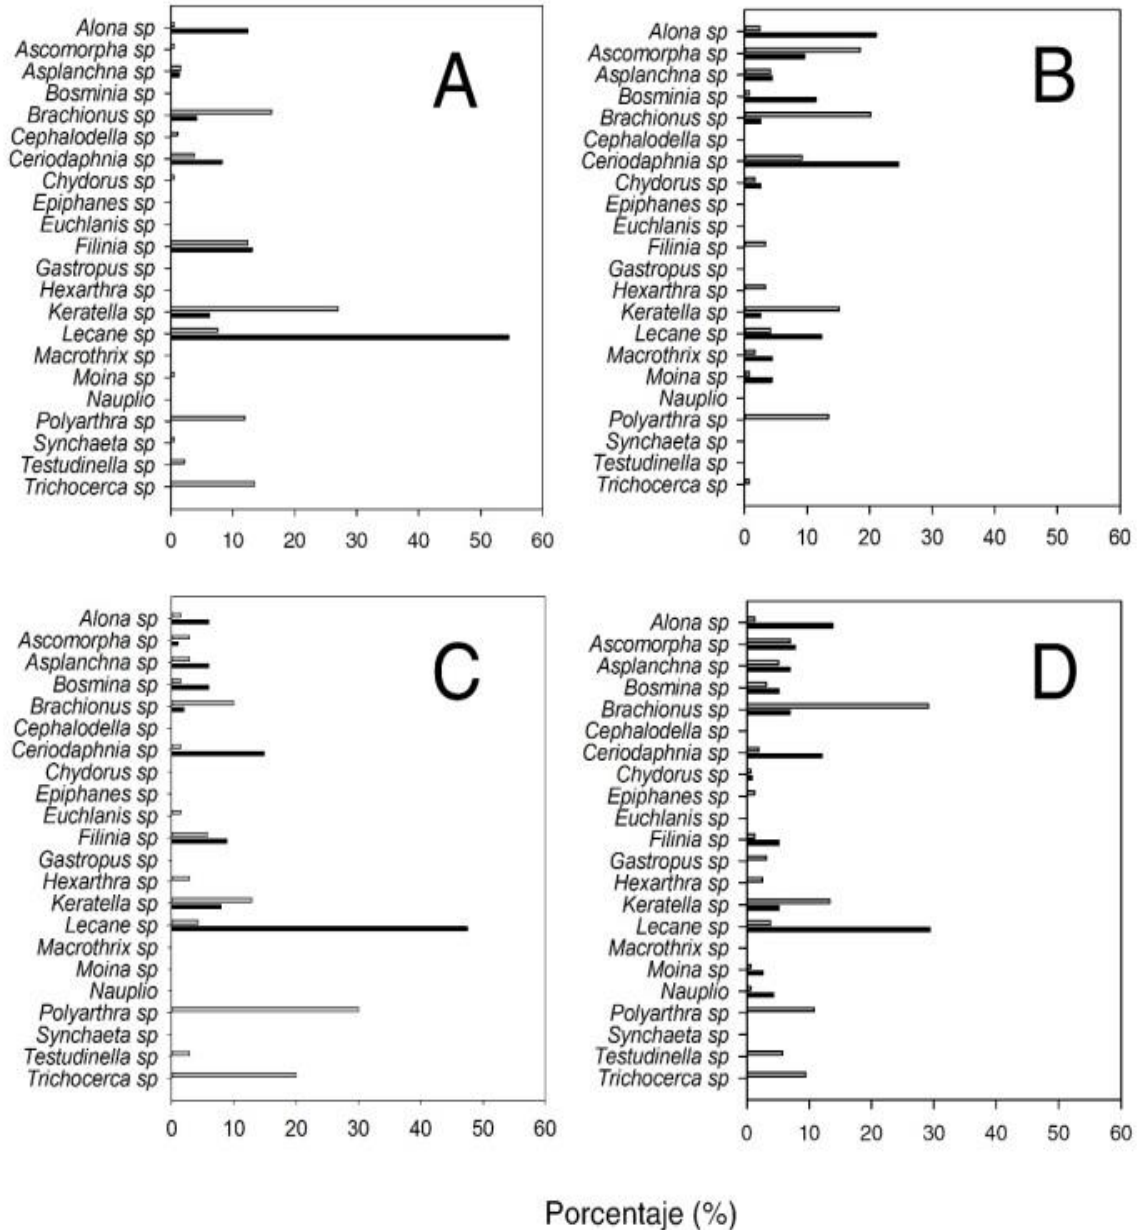 Alona sp
Ascomorpha sp
Asplanchna sp
Bosminia sp
Brachionus sp
Cephalodella sp
Ceriodaphnia sp
Chydorus sp
Epiphanes sp
Euchlanis sp
Filinia sp
Gastropus sp
Hexarthra sp
Keratella sp
Lecane sp
Macrothrix sp
Moina sp
Nauplio
Polyarthra sp
Synchaeta sp
Testudinella sp
Trichocerca sp
A
0 10 20 30 40 50 60
Alona sp
Ascomorpha sp
Asplanchna sp
Bosminia sp
Brachionus sp
Cephalodella sp
Ceriodaphnia sp
Chydorus sp
Epiphanes sp
Euchlanis sp
Filinia sp
Gastropus sp
Hexarthra sp
Keratella sp
Lecane sp
Macrothrix sp
Moina sp
Nauplio
Polyarthra sp
Synchaeta sp
Testudinella sp
Trichocerca sp
B
0 10 20 30 40 50 60
Alona sp
Ascomorpha sp
Asplanchna sp
Bosmina sp
Brachionus sp
Cephalodella sp
Ceriodaphnia sp
Chydorus sp
Epiphanes sp
Euchlanis sp
Filinia sp
Gastropus sp
Hexarthra sp
Keratella sp
Lecane sp
Macrothrix sp
Moina sp
Nauplio
Polyarthra sp
Synchaeta sp
Testudinella sp
Trichocerca sp
C
0 10 20 30 40 50 60
Alona sp
Ascomorpha sp
Asplanchna sp
Bosmina sp
Brachionus sp
Cephalodella sp
Ceriodaphnia sp
Chydorus sp
Epiphanes sp
Euchlanis sp
Filinia sp
Gastropus sp
Hexarthra sp
Keratella sp
Lecane sp
Macrothrix sp
Moina sp
Nauplio
Polyarthra sp
Synchaeta sp
Testudinella sp
Trichocerca sp
D
0 10 20 30 40 50 60
Porcentaje (%)